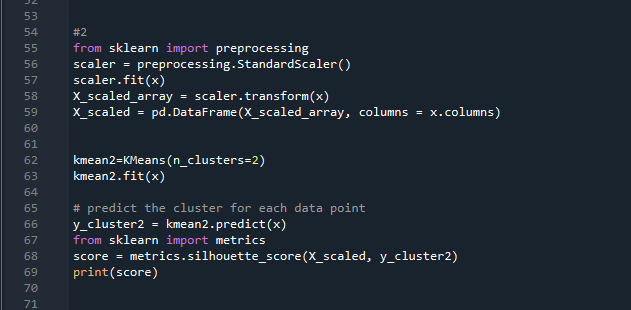 52
53
54 #2
55 from sklearn import preprocessing
56 scaler = preprocessing.StandardScaler()
57 scaler.fit(x)
58 X_scaled_array = scaler.transform(x)
59 X_scaled = pd.DataFrame(X_scaled_array, columns = x.columns)
60
61
62 kmean2=KMeans(n_clusters=2)
63 kmean2.fit(x)
64
65 # predict the cluster for each data point
66 y_cluster2 = kmean2.predict(x)
67 from sklearn import metrics
68 score = metrics.silhouette_score(X_scaled, y_cluster2)
69 print(score)
70
71